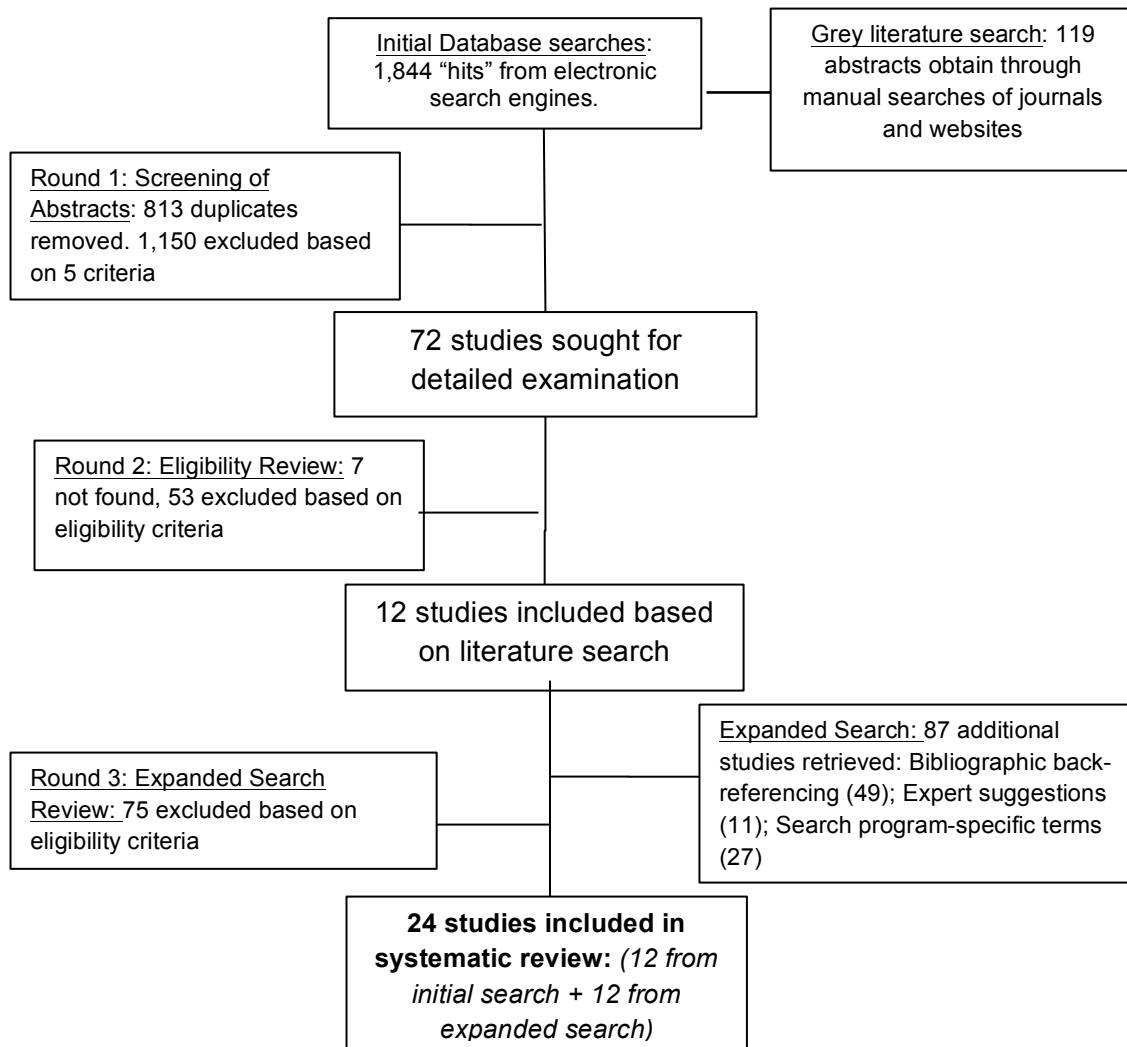 Initial Database searches:
1,844 “hits” from electronic
search engines.
Grey literature search: 119
abstracts obtain through
manual searches of journals
and websites
Round 1: Screening of
Abstracts: 813 duplicates
removed. 1,150 excluded based
on 5 criteria
72 studies sought for
detailed examination
Round 2: Eligibility Review: 7
not found, 53 excluded based on
eligibility criteria
12 studies included based
on literature search
Expanded Search: 87 additional
studies retrieved: Bibliographic back-
referencing (49); Expert suggestions
(11); Search program-specific terms
(27)
Round 3: Expanded Search
Review: 75 excluded based on
eligibility criteria
24 studies included in
systematic review: (12 from
initial search + 12 from
expanded search)